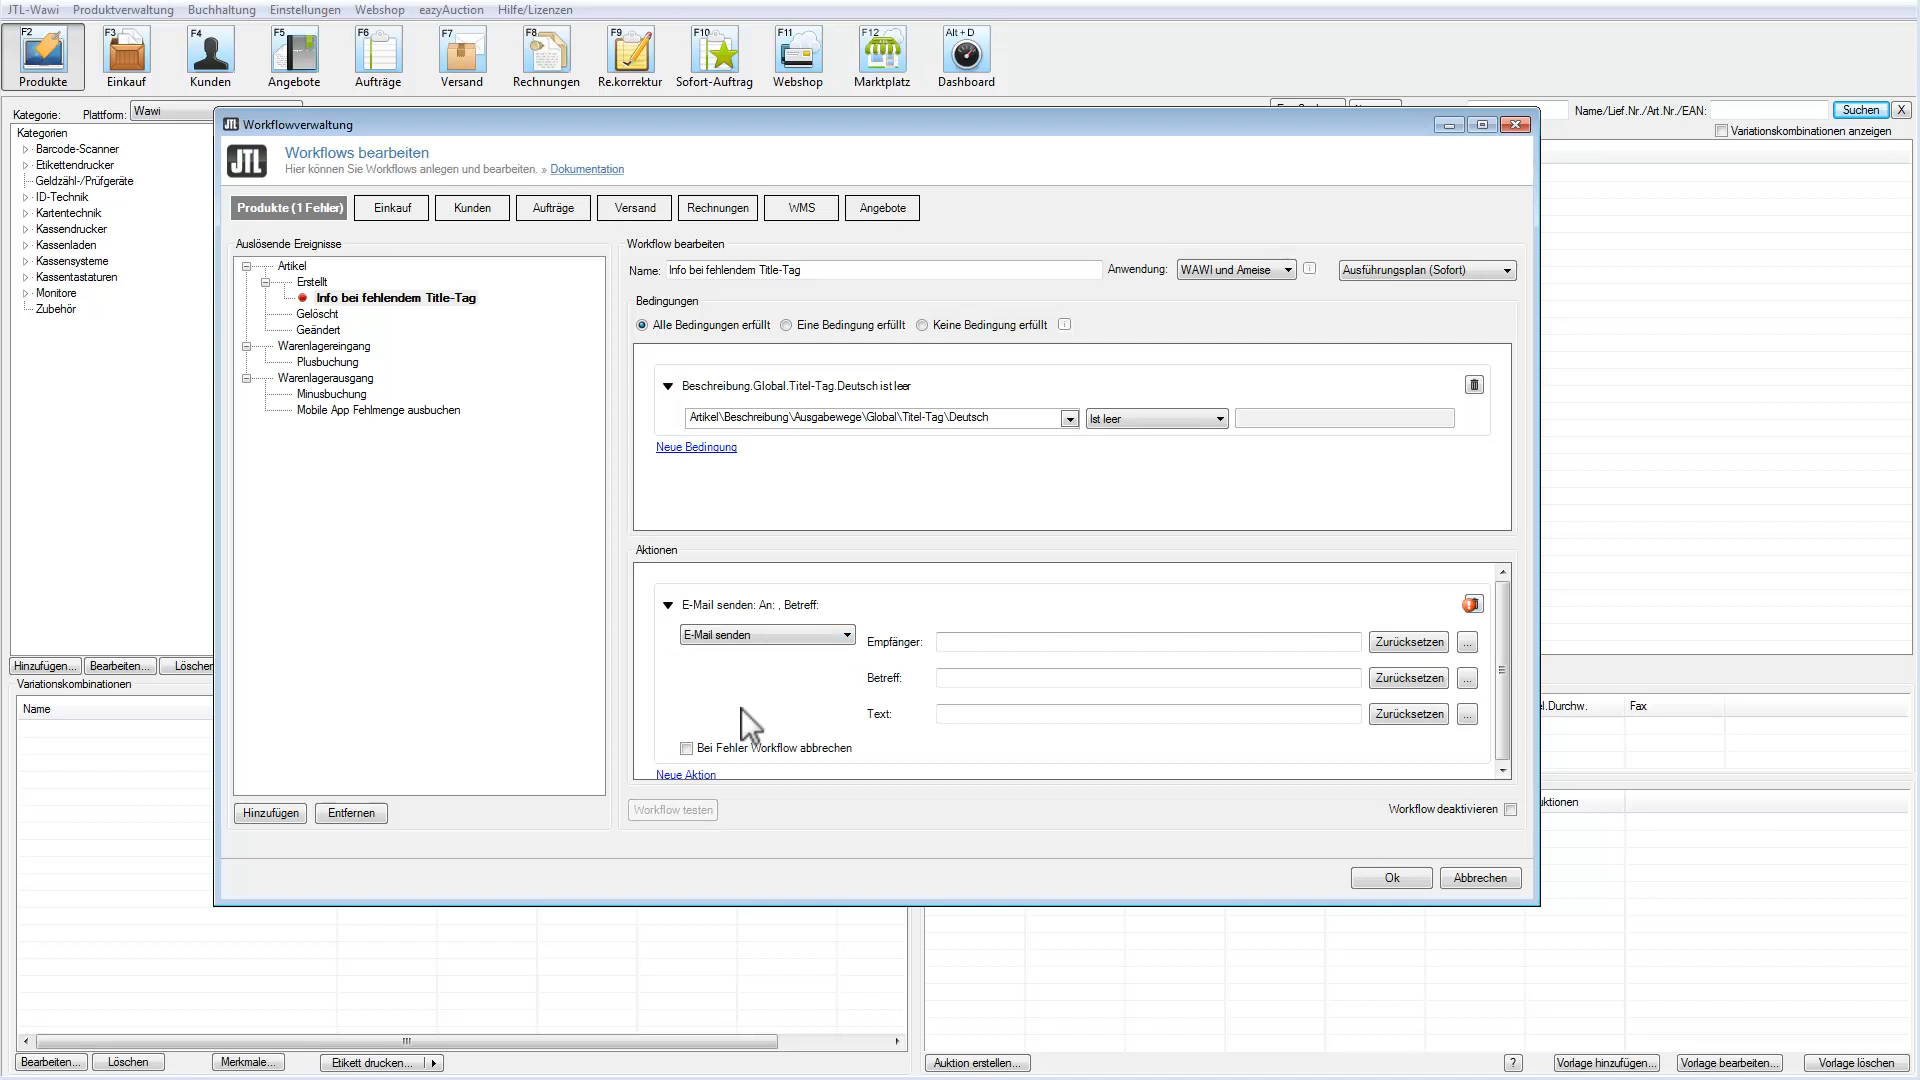 JTL-Wawi Produktverwaltung Buchhaltung Einstellungen Webshop eazyAuction Hilfe/Lizenzen
F2 F3 F4 F5 F6 F7 F8 F9 F10 F11 F12 Alt + D
Produkte Einkauf Kunden Angebote Aufträge Versand Rechnungen Re.korrektur Sofort-Auftrag Webshop Marktplatz Dashboard
Kategorie: Plattform: Wawi
Name/Lief.Nr./Art.Nr./EAN: Suchen X
Variationskombinationen anzeigen
Kategorien
Barcode-Scanner
Etikettendrucker
Geldzähl-/Prüfgeräte
ID-Technik
Kartentechnik
Kassendrucker
Kassenladen
Kassensysteme
Kassentastaturen
Monitore
Zubehör
Hinzufügen... Bearbeiten... Löschen
Variationskombinationen
Name
JTL Workflowverwaltung
JTL
Workflows bearbeiten
Hier können Sie Workflows anlegen und bearbeiten. » Dokumentation
Produkte (1 Fehler) Einkauf Kunden Aufträge Versand Rechnungen WMS Angebote
Auslösende Ereignisse
Artikel
Erstellt
Info bei fehlendem Title-Tag
Gelöscht
Geändert
Warenlagereingang
Plusbuchung
Warenlagerausgang
Minusbuchung
Mobile App Fehlmenge ausbuchen
Hinzufügen Entfernen
Workflow bearbeiten
Name: Info bei fehlendem Title-Tag Anwendung: WAWI und Ameise Ausführungsplan (Sofort)
Bedingungen
Alle Bedingungen erfüllt Eine Bedingung erfüllt Keine Bedingung erfüllt
Beschreibung.Global.Titel-Tag.Deutsch ist leer
Artikel\Beschreibung\Ausgabewege\Global\Titel-Tag\Deutsch Ist leer
Neue Bedingung
Aktionen
E-Mail senden: An: , Betreff:
E-Mail senden
Empfänger: Zurücksetzen ...
Betreff: Zurücksetzen ...
Text: Zurücksetzen ...
Bei Fehler Workflow abbrechen
Neue Aktion
Workflow testen Workflow deaktivieren
Ok Abbrechen
el.Durchw. Fax
uktionen
Bearbeiten... Löschen Merkmale... Etikett drucken... Auktion erstellen... ? Vorlage hinzufügen... Vorlage bearbeiten... Vorlage löschen